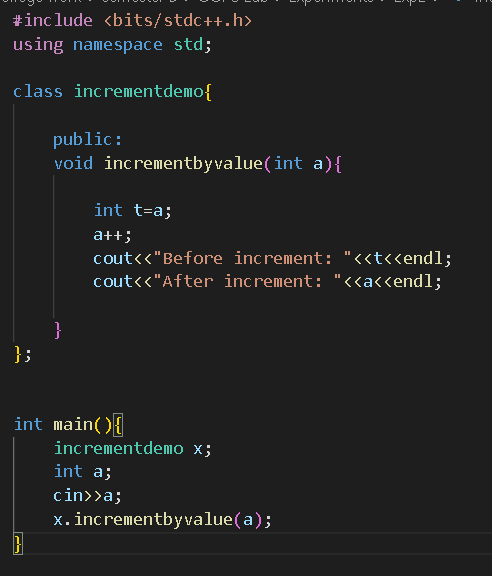 #include <bits/stdc++.h>
using namespace std;
class incrementdemo{
public:
void incrementbyvalue(int a){
int t=a;
a++;
cout<<"Before increment: "<<t<<endl;
cout<<"After increment: "<<a<<endl;
}
};
int main(){
incrementdemo x;
int a;
cin>>a;
x.incrementbyvalue(a);
}